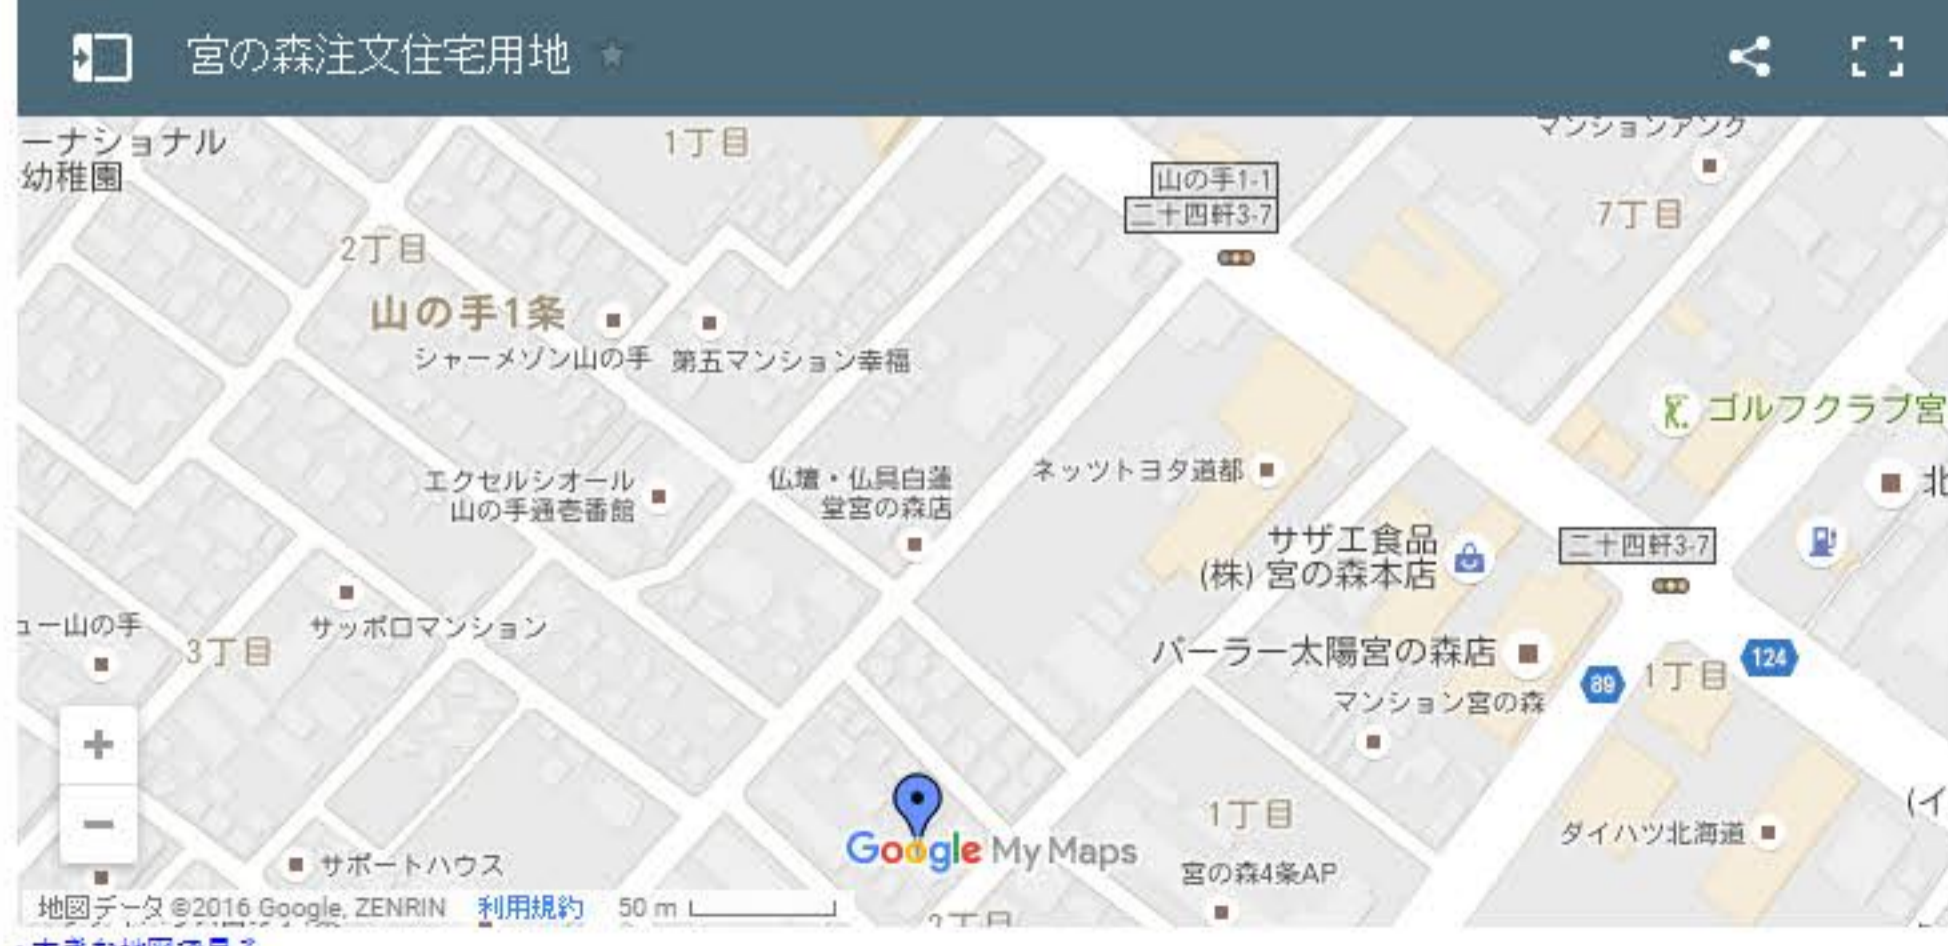 宮の森注文住宅用地
ーナショナル
幼稚園
1丁目
マンションアング
山の手1-1
二十四軒3-7
7丁目
2丁目
山の手1条
シャーメゾン山の手
第五マンション幸福
ゴルフクラブ宮
エクセルシオール
山の手通壱番館
仏壇・仏具白蓮
堂宮の森店
ネッツトヨタ道都
北
サザエ食品
(株) 宮の森本店
二十四軒3-7
ュー山の手
サッポロマンション
3丁目
パーラー太陽宮の森店
マンション宮の森
89
1丁目
124
1丁目
(イ
ダイハツ北海道
Google My Maps
サポートハウス
宮の森4条AP
地図データ ©2016 Google, ZENRIN 利用規約 50 m